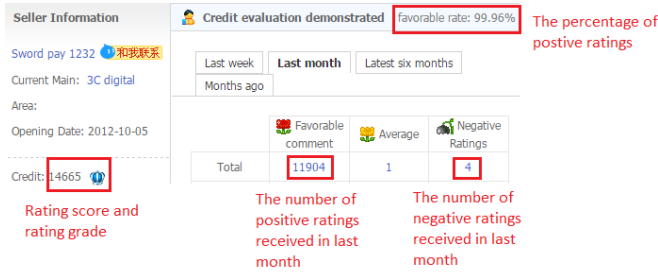 Seller Information
Sword pay 1232 和我联系
Current Main: 3C digital
Area:
Opening Date: 2012-10-05
Credit: 14665
Rating score and
rating grade
Credit evaluation demonstrated
favorable rate: 99.96%
The percentage of
postive ratings
Last week Last month Latest six months
Months ago
Favorable
comment
Average
Negative
Ratings
Total 11904 1 4
The number of
positive ratings
received in last
month
The number of
negative ratings
received in last
month